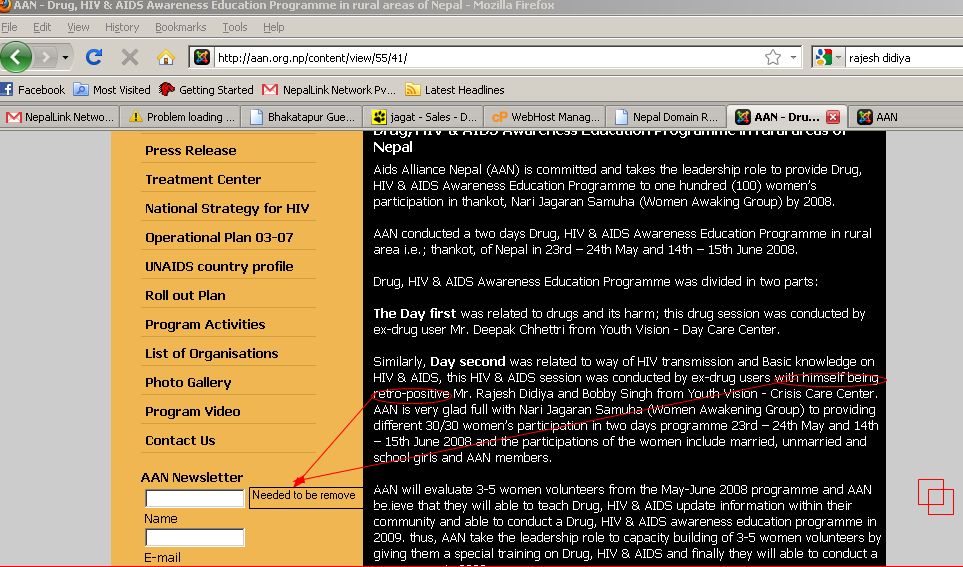 AAN - Drug, HIV & AIDS Awareness Education Programme in rural areas of Nepal - Mozilla Firefox
File Edit View History Bookmarks Tools Help
http://aan.org.np/content/view/55/41/
rajesh didiya
Facebook Most Visited Getting Started NepalLink Network Pv... Latest Headlines
NepalLink Netwo... Problem loading ... Bhakatapur Gue... jagat - Sales - D... cP WebHost Manag... Nepal Domain R... AAN - Dru... AAN
Press Release
Treatment Center
National Strategy for HIV
Operational Plan 03-07
UNAIDS country profile
Roll out Plan
Program Activities
List of Organisations
Photo Gallery
Program Video
Contact Us
AAN Newsletter
Name
E-mail
Needed to be remove
Drug, HIV & AIDS Awareness Education Programme in rural areas of
Nepal
Aids Alliance Nepal (AAN) is committed and takes the leadership role to provide Drug,
HIV & AIDS Awareness Education Programme to one hundred (100) women's
participation in thankot, Nari Jagaran Samuha (Women Awaking Group) by 2008.
AAN conducted a two days Drug, HIV & AIDS Awareness Education Programme in rural
area i.e.; thankot, of Nepal in 23rd – 24th May and 14th – 15th June 2008.
Drug, HIV & AIDS Awareness Education Programme was divided in two parts:
The Day first was related to drugs and its harm; this drug session was conducted by
ex-drug user Mr. Deepak Chhettri from Youth Vision - Day Care Center.
Similarly, Day second was related to way of HIV transmission and Basic knowledge on
HIV & AIDS, this HIV & AIDS session was conducted by ex-drug users with himself being
retro-positive Mr. Rajesh Didiya and Bobby Singh from Youth Vision - Crisis Care Center.
AAN is very glad full with Nari Jagaran Samuha (Women Awakening Group) to providing
different 30/30 women's participation in two days programme 23rd – 24th May and 14th
– 15th June 2008 and the participations of the women include married, unmarried and
school girls and AAN members.
AAN will evaluate 3-5 women volunteers from the May-June 2008 programme and AAN
be.ieve that they will able to teach Drug, HIV & AIDS update information within their
community and able to conduct a Drug, HIV & AIDS awareness education programme in
2009. thus, AAN take the leadership role to capacity building of 3-5 women volunteers by
giving them a special training on Drug, HIV & AIDS and finally they will able to conduct a